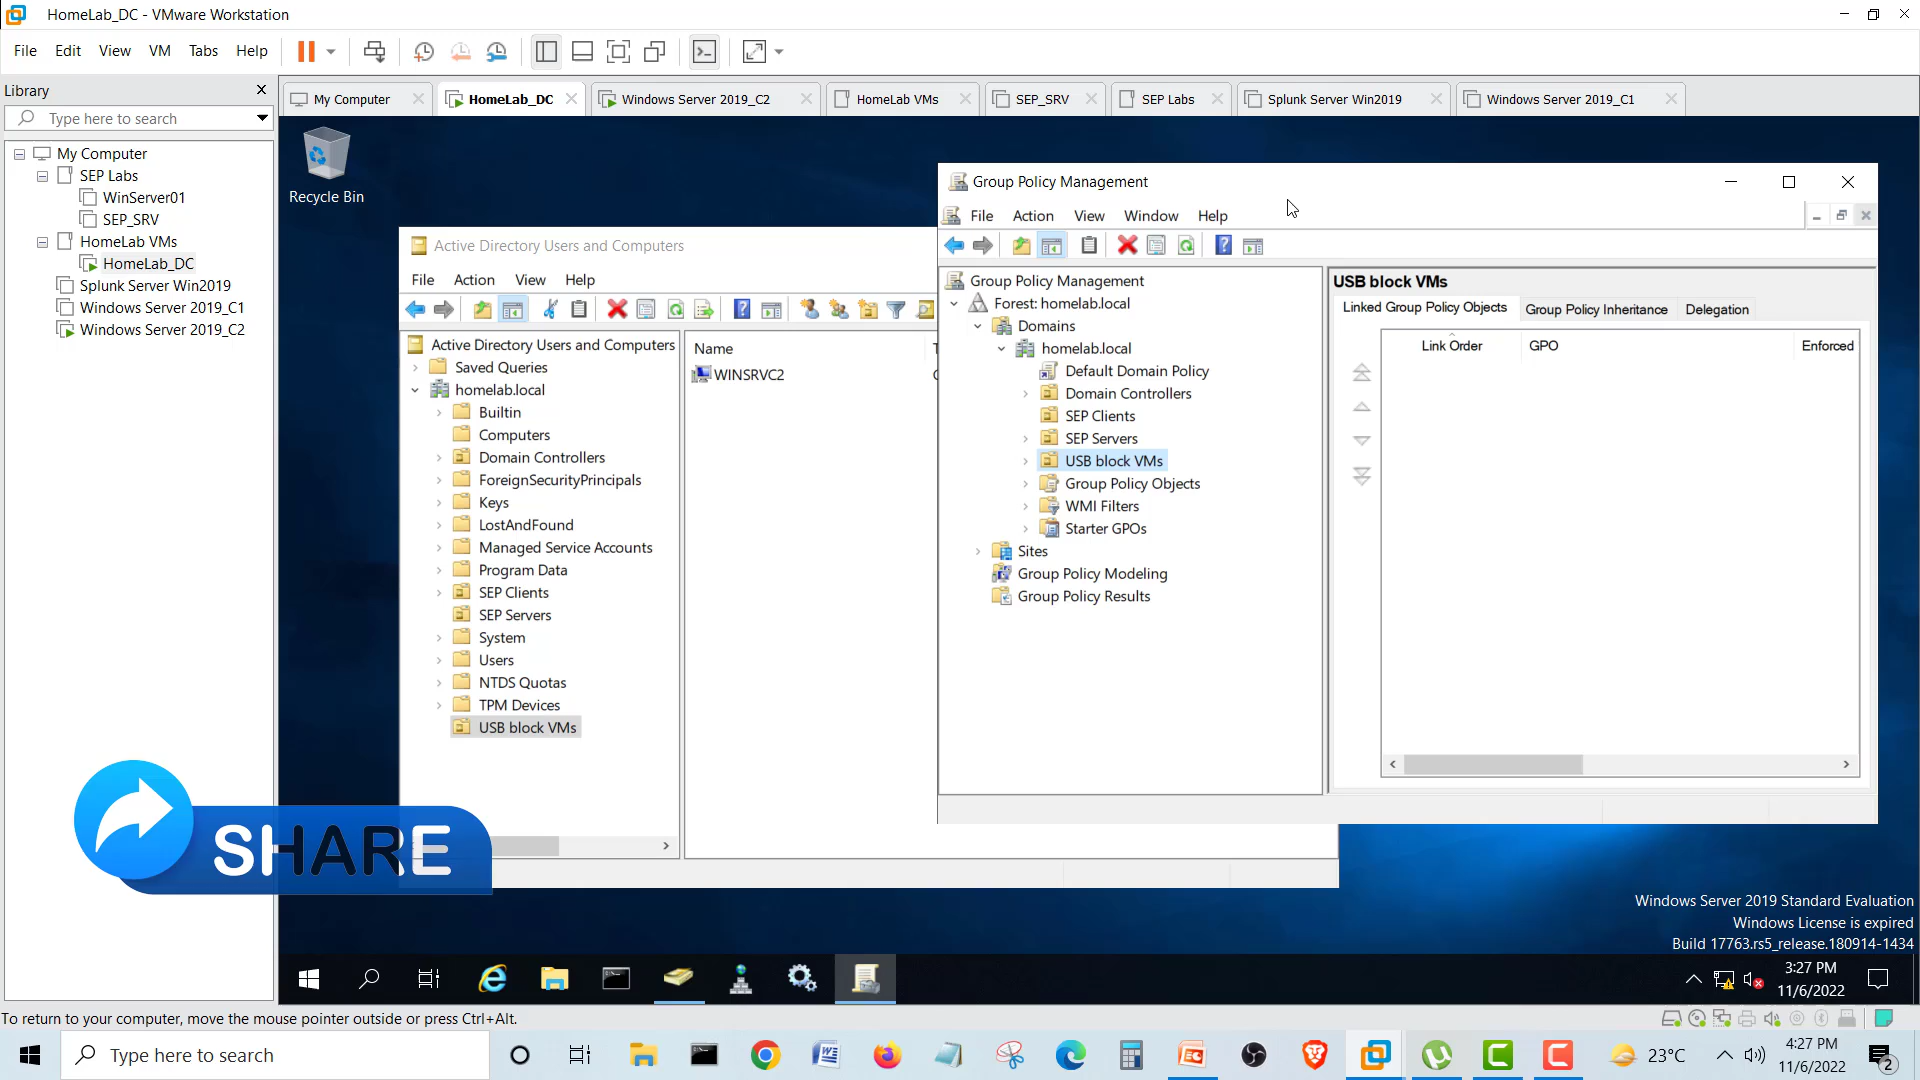 HomeLab_DC - VMware Workstation
File Edit View VM Tabs Help
Library
Type here to search
My Computer
SEP Labs
WinServer01
SEP_SRV
HomeLab VMs
HomeLab_DC
Splunk Server Win2019
Windows Server 2019_C1
Windows Server 2019_C2
My Computer HomeLab_DC Windows Server 2019_C2 HomeLab VMs SEP_SRV SEP Labs Splunk Server Win2019 Windows Server 2019_C1
Recycle Bin
Active Directory Users and Computers
File Action View Help
Active Directory Users and Computers
Saved Queries
homelab.local
Builtin
Computers
Domain Controllers
ForeignSecurityPrincipals
Keys
LostAndFound
Managed Service Accounts
Program Data
SEP Clients
SEP Servers
System
Users
NTDS Quotas
TPM Devices
USB block VMs
Name
WINSRVC2
Group Policy Management
File Action View Window Help
Group Policy Management
Forest: homelab.local
Domains
homelab.local
Default Domain Policy
Domain Controllers
SEP Clients
SEP Servers
USB block VMs
Group Policy Objects
WMI Filters
Starter GPOs
Sites
Group Policy Modeling
Group Policy Results
USB block VMs
Linked Group Policy Objects Group Policy Inheritance Delegation
Link Order GPO Enforced
SHARE
Windows Server 2019 Standard Evaluation
Windows License is expired
Build 17763.rs5_release.180914-1434
3:27 PM
11/6/2022
To return to your computer, move the mouse pointer outside or press Ctrl+Alt.
Type here to search
23°C
4:27 PM
11/6/2022
2